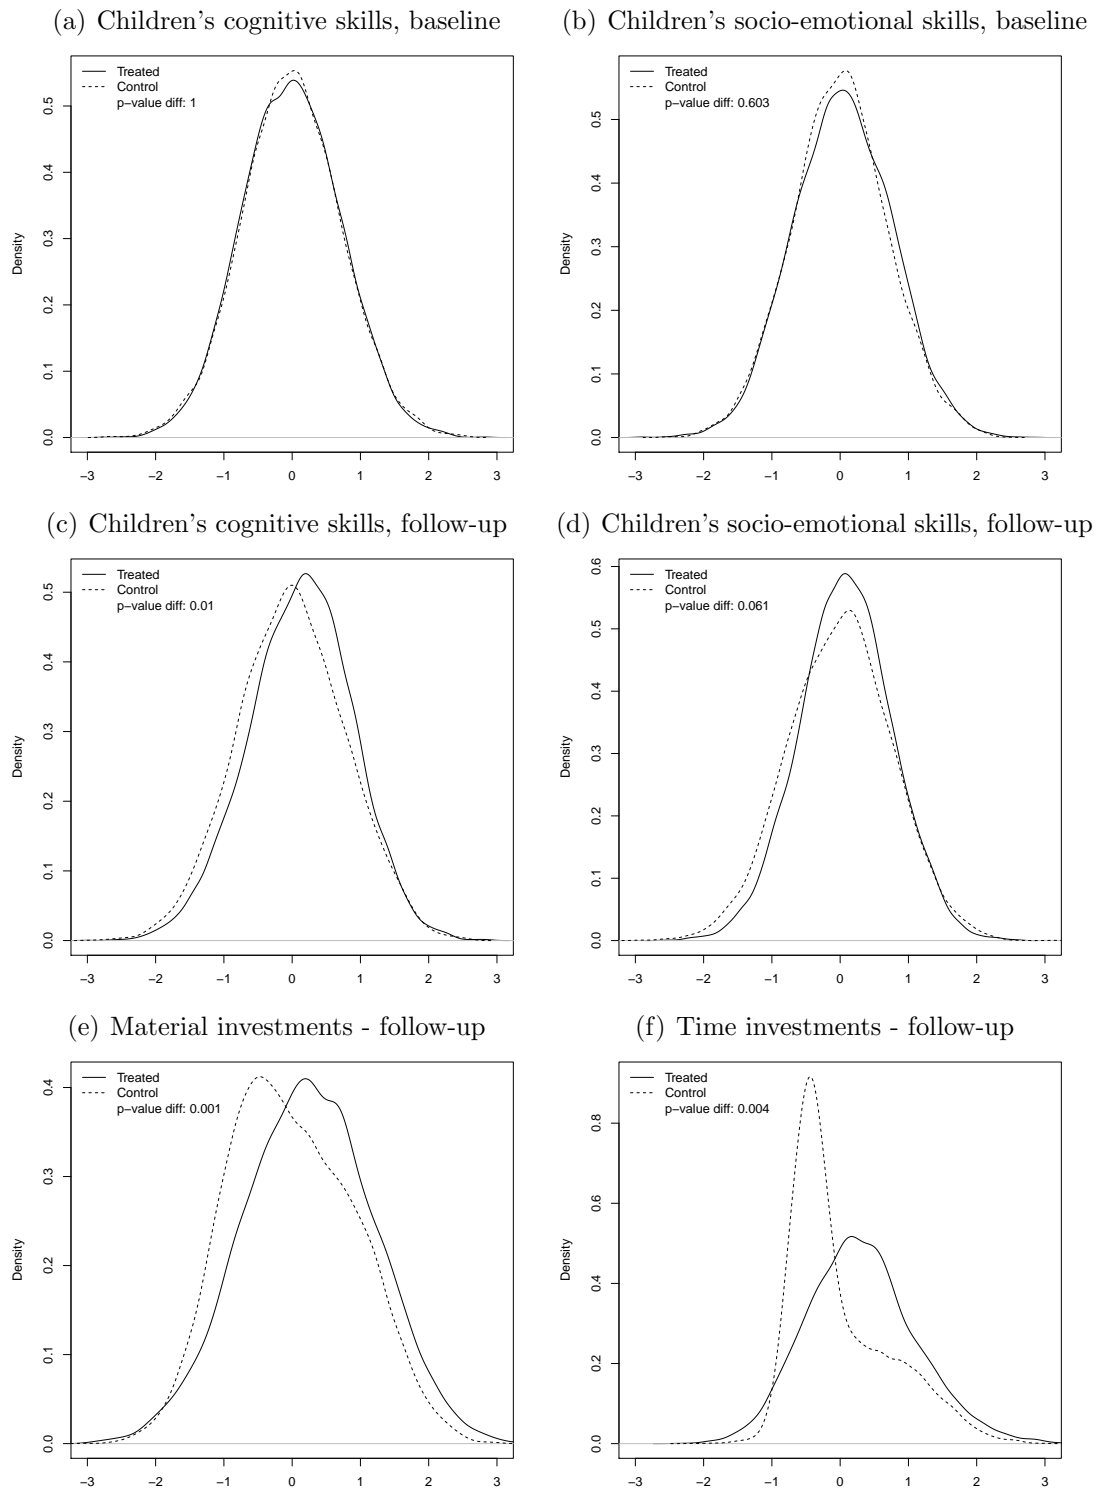 (a) Children's cognitive skills, baseline
Treated
Control
p−value diff: 1
Density
0.0 0.1 0.2 0.3 0.4 0.5
−3 −2 −1 0 1 2 3
(b) Children's socio-emotional skills, baseline
Treated
Control
p−value diff: 0.603
Density
0.0 0.1 0.2 0.3 0.4 0.5
−3 −2 −1 0 1 2 3
(c) Children's cognitive skills, follow-up
Treated
Control
p−value diff: 0.01
Density
0.0 0.1 0.2 0.3 0.4 0.5
−3 −2 −1 0 1 2 3
(d) Children's socio-emotional skills, follow-up
Treated
Control
p−value diff: 0.061
Density
0.0 0.1 0.2 0.3 0.4 0.5 0.6
−3 −2 −1 0 1 2 3
(e) Material investments - follow-up
Treated
Control
p−value diff: 0.001
Density
0.0 0.1 0.2 0.3 0.4
−3 −2 −1 0 1 2 3
(f) Time investments - follow-up
Treated
Control
p−value diff: 0.004
Density
0.0 0.2 0.4 0.6 0.8
−3 −2 −1 0 1 2 3